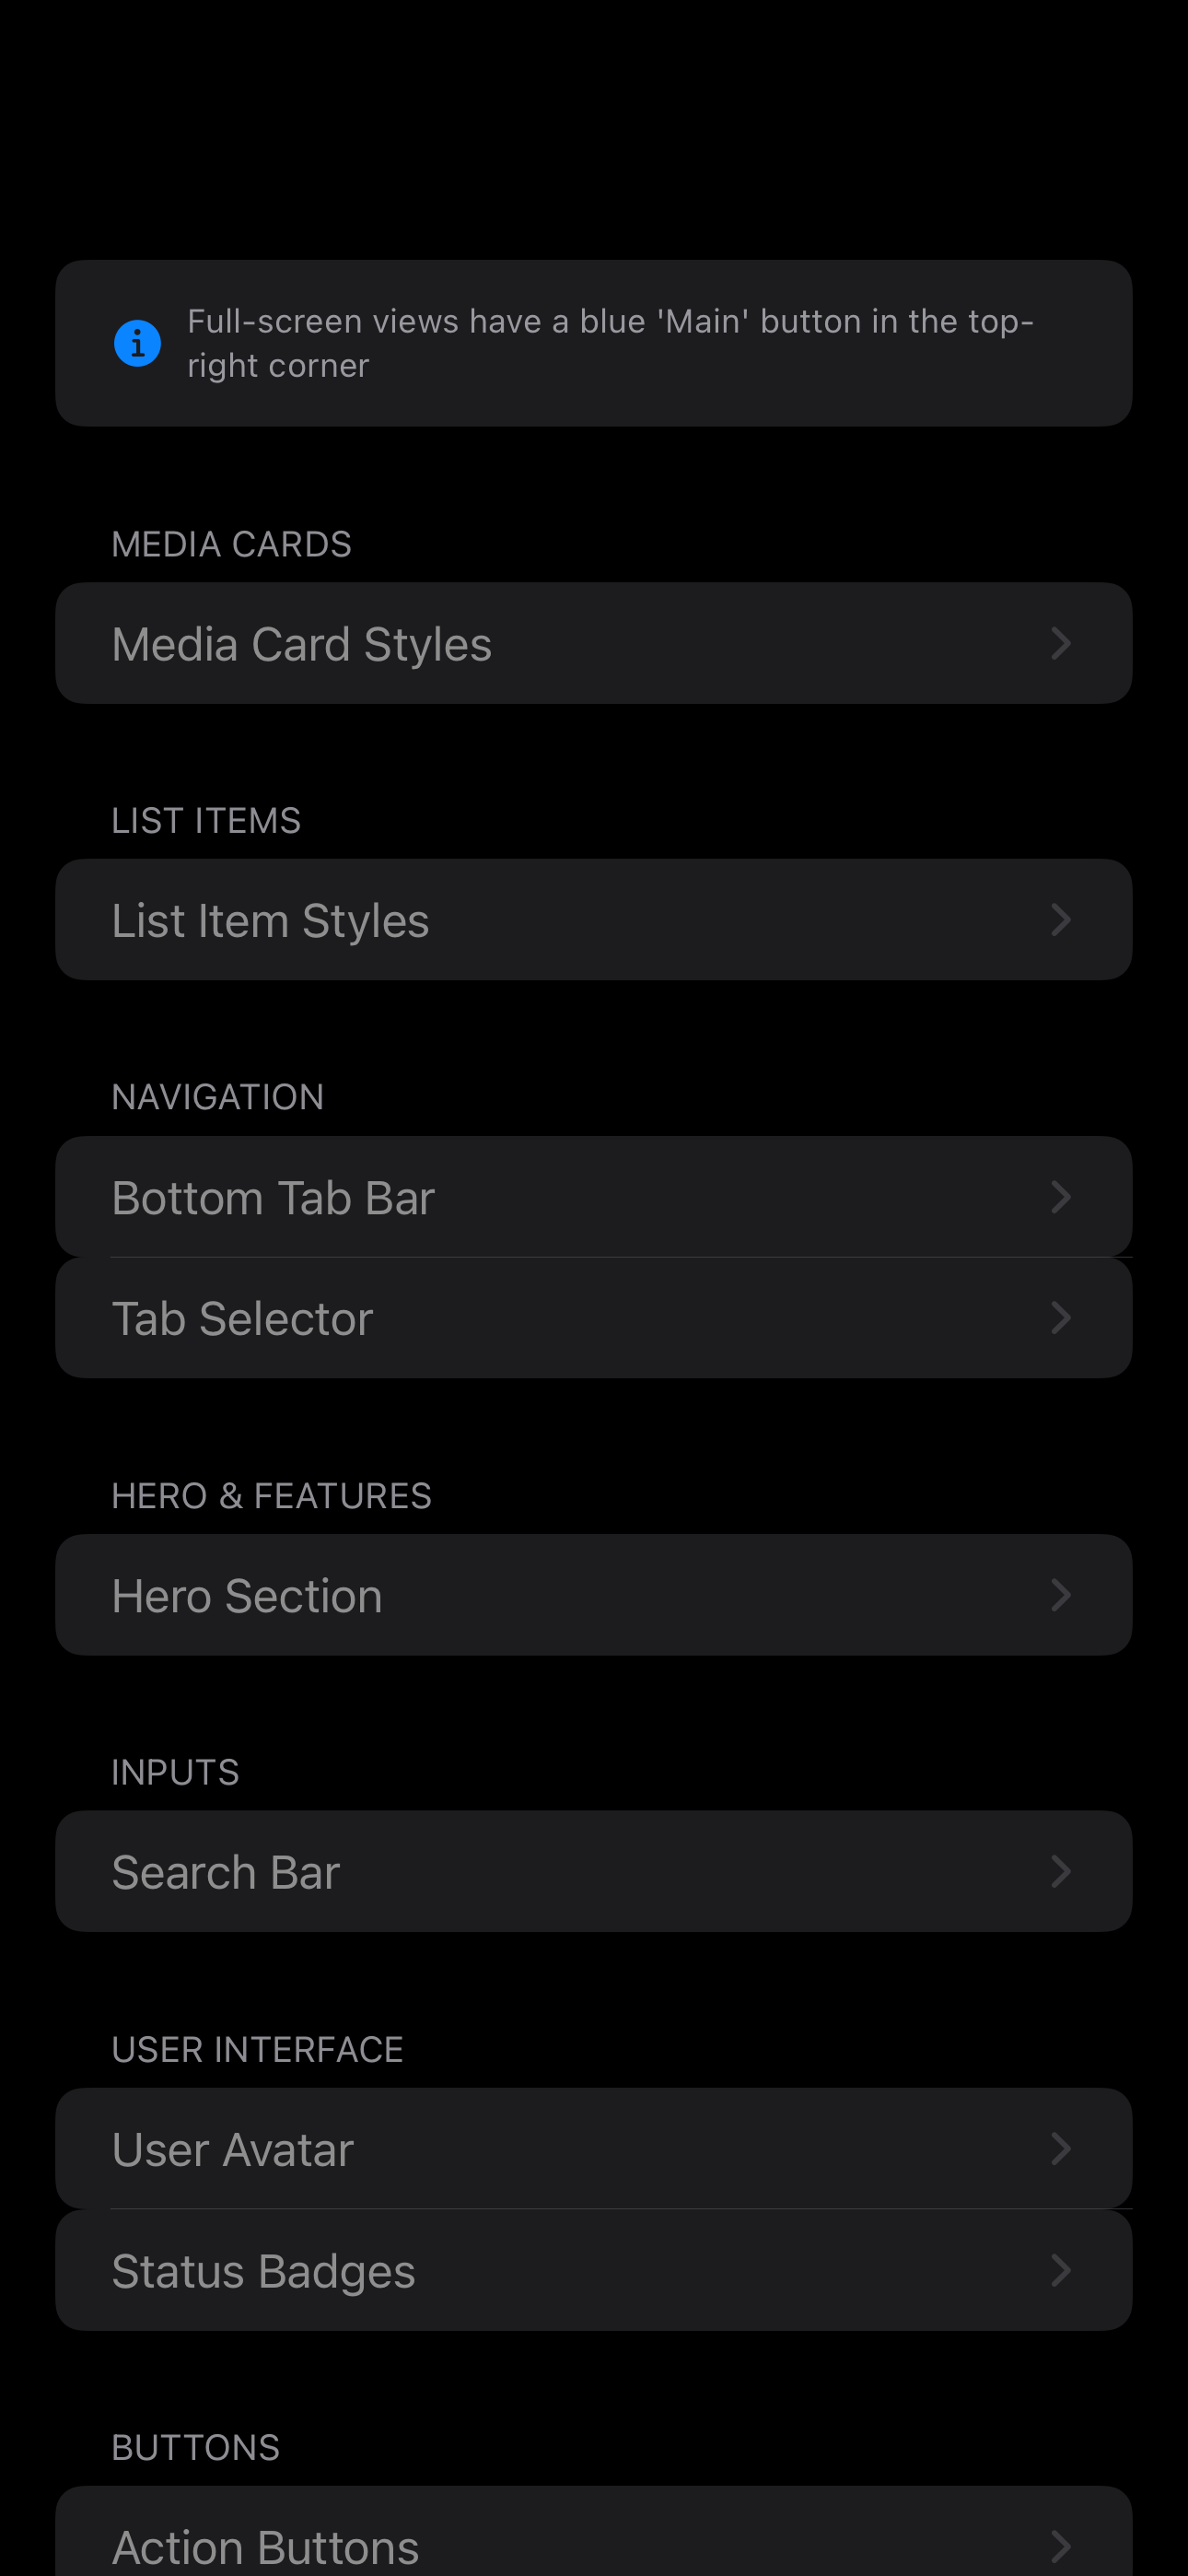 Full-screen views have a blue 'Main' button in the top-
right corner
MEDIA CARDS
Media Card Styles
LIST ITEMS
List Item Styles
NAVIGATION
Bottom Tab Bar
Tab Selector
HERO & FEATURES
Hero Section
INPUTS
Search Bar
USER INTERFACE
User Avatar
Status Badges
BUTTONS
Action Buttons